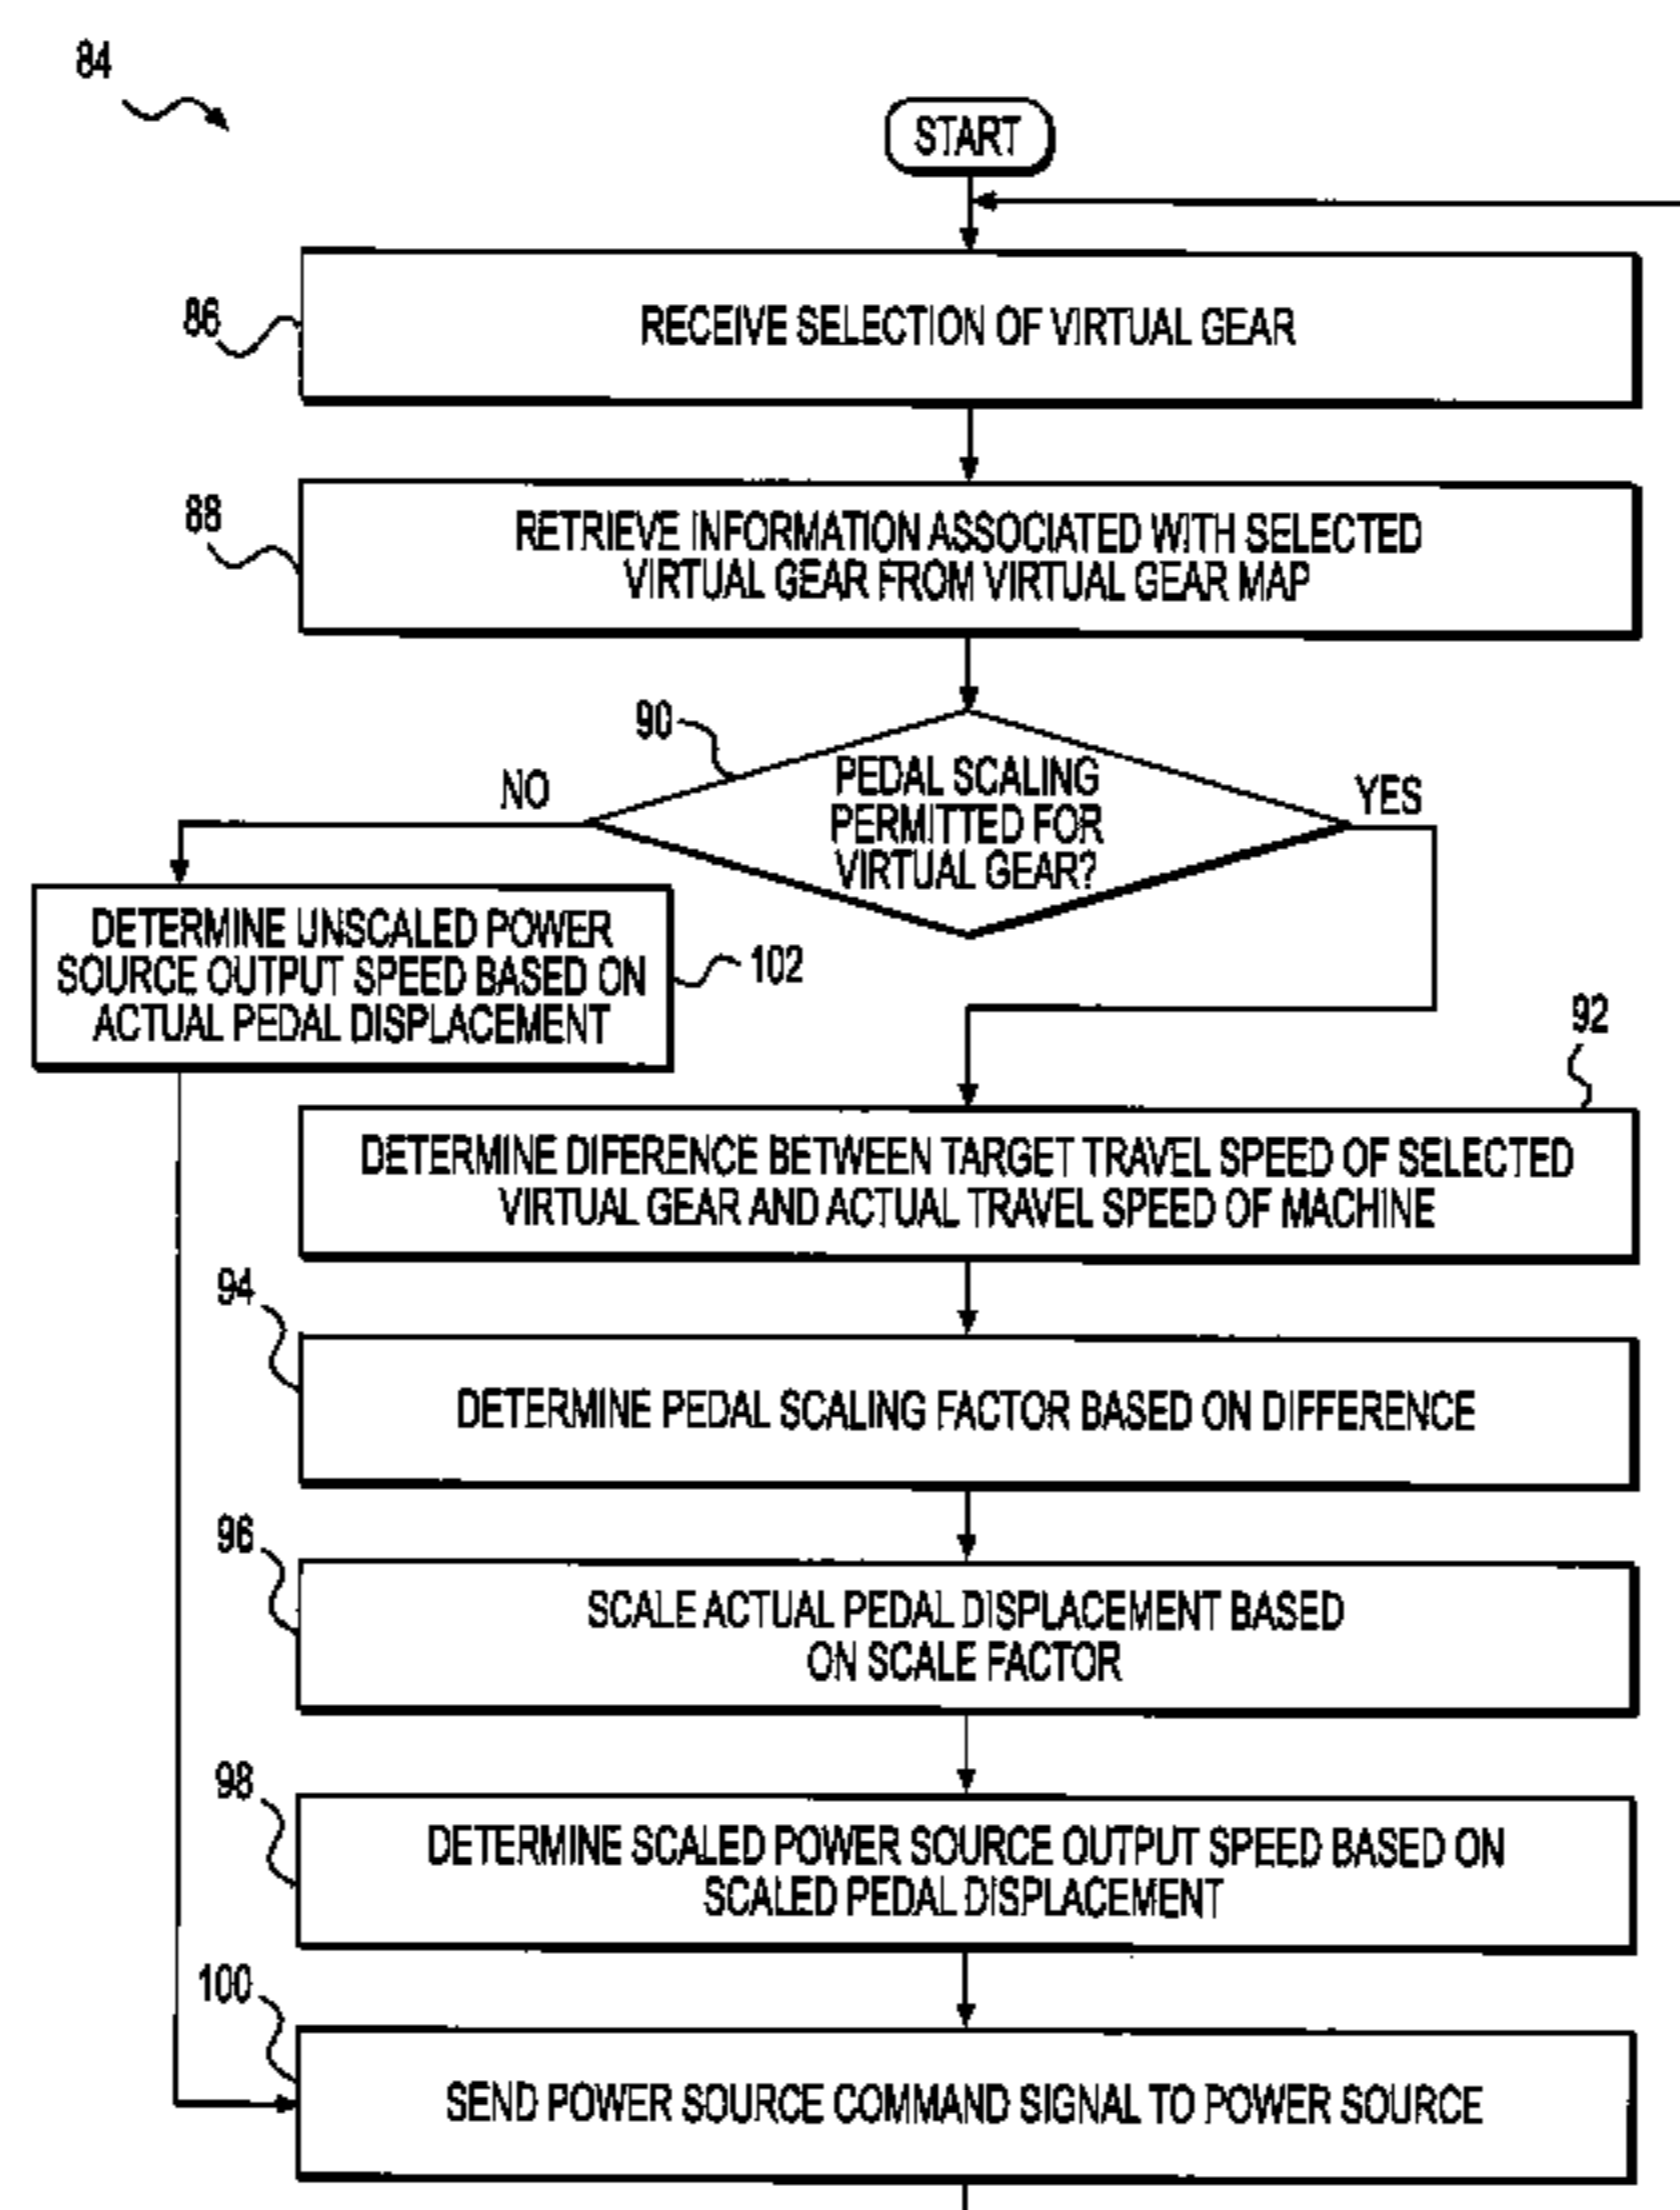 84
START
86
RECEIVE SELECTION OF VIRTUAL GEAR
88
RETRIEVE INFORMATION ASSOCIATED WITH SELECTED
VIRTUAL GEAR FROM VIRTUAL GEAR MAP
90
NO
PEDAL SCALING
PERMITTED FOR
VIRTUAL GEAR?
YES
DETERMINE UNSCALED POWER
SOURCE OUTPUT SPEED BASED ON
ACTUAL PEDAL DISPLACEMENT
102
92
DETERMINE DIFERENCE BETWEEN TARGET TRAVEL SPEED OF SELECTED
VIRTUAL GEAR AND ACTUAL TRAVEL SPEED OF MACHINE
94
DETERMINE PEDAL SCALING FACTOR BASED ON DIFFERENCE
96
SCALE ACTUAL PEDAL DISPLACEMENT BASED
ON SCALE FACTOR
98
DETERMINE SCALED POWER SOURCE OUTPUT SPEED BASED ON
SCALED PEDAL DISPLACEMENT
100
SEND POWER SOURCE COMMAND SIGNAL TO POWER SOURCE